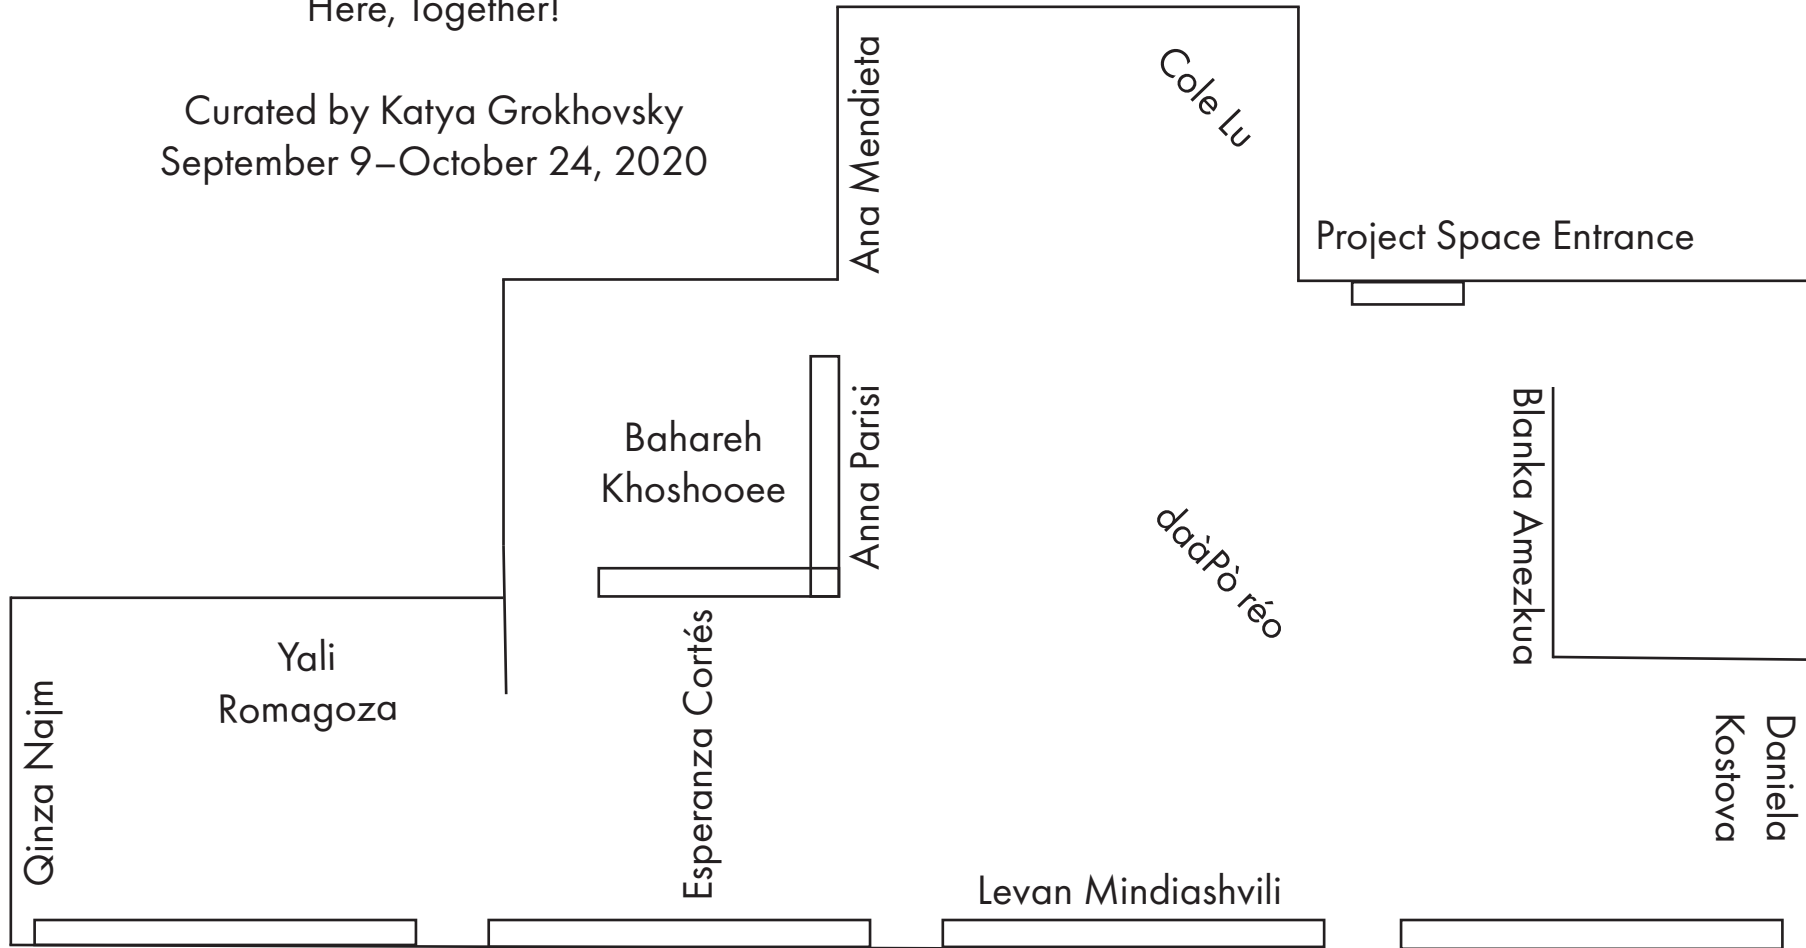 Here, Together!
Curated by Katya Grokhovsky
September 9–October 24, 2020
Ana Mendieta
Cole Lu
Project Space Entrance
Bahareh
Khoshooee
Anna Parisi
Blanka Amezkua
daàPò réo
Yali
Romagoza
Qinza Najm
Esperanza Cortés
Daniela
Kostova
Levan Mindiashvili